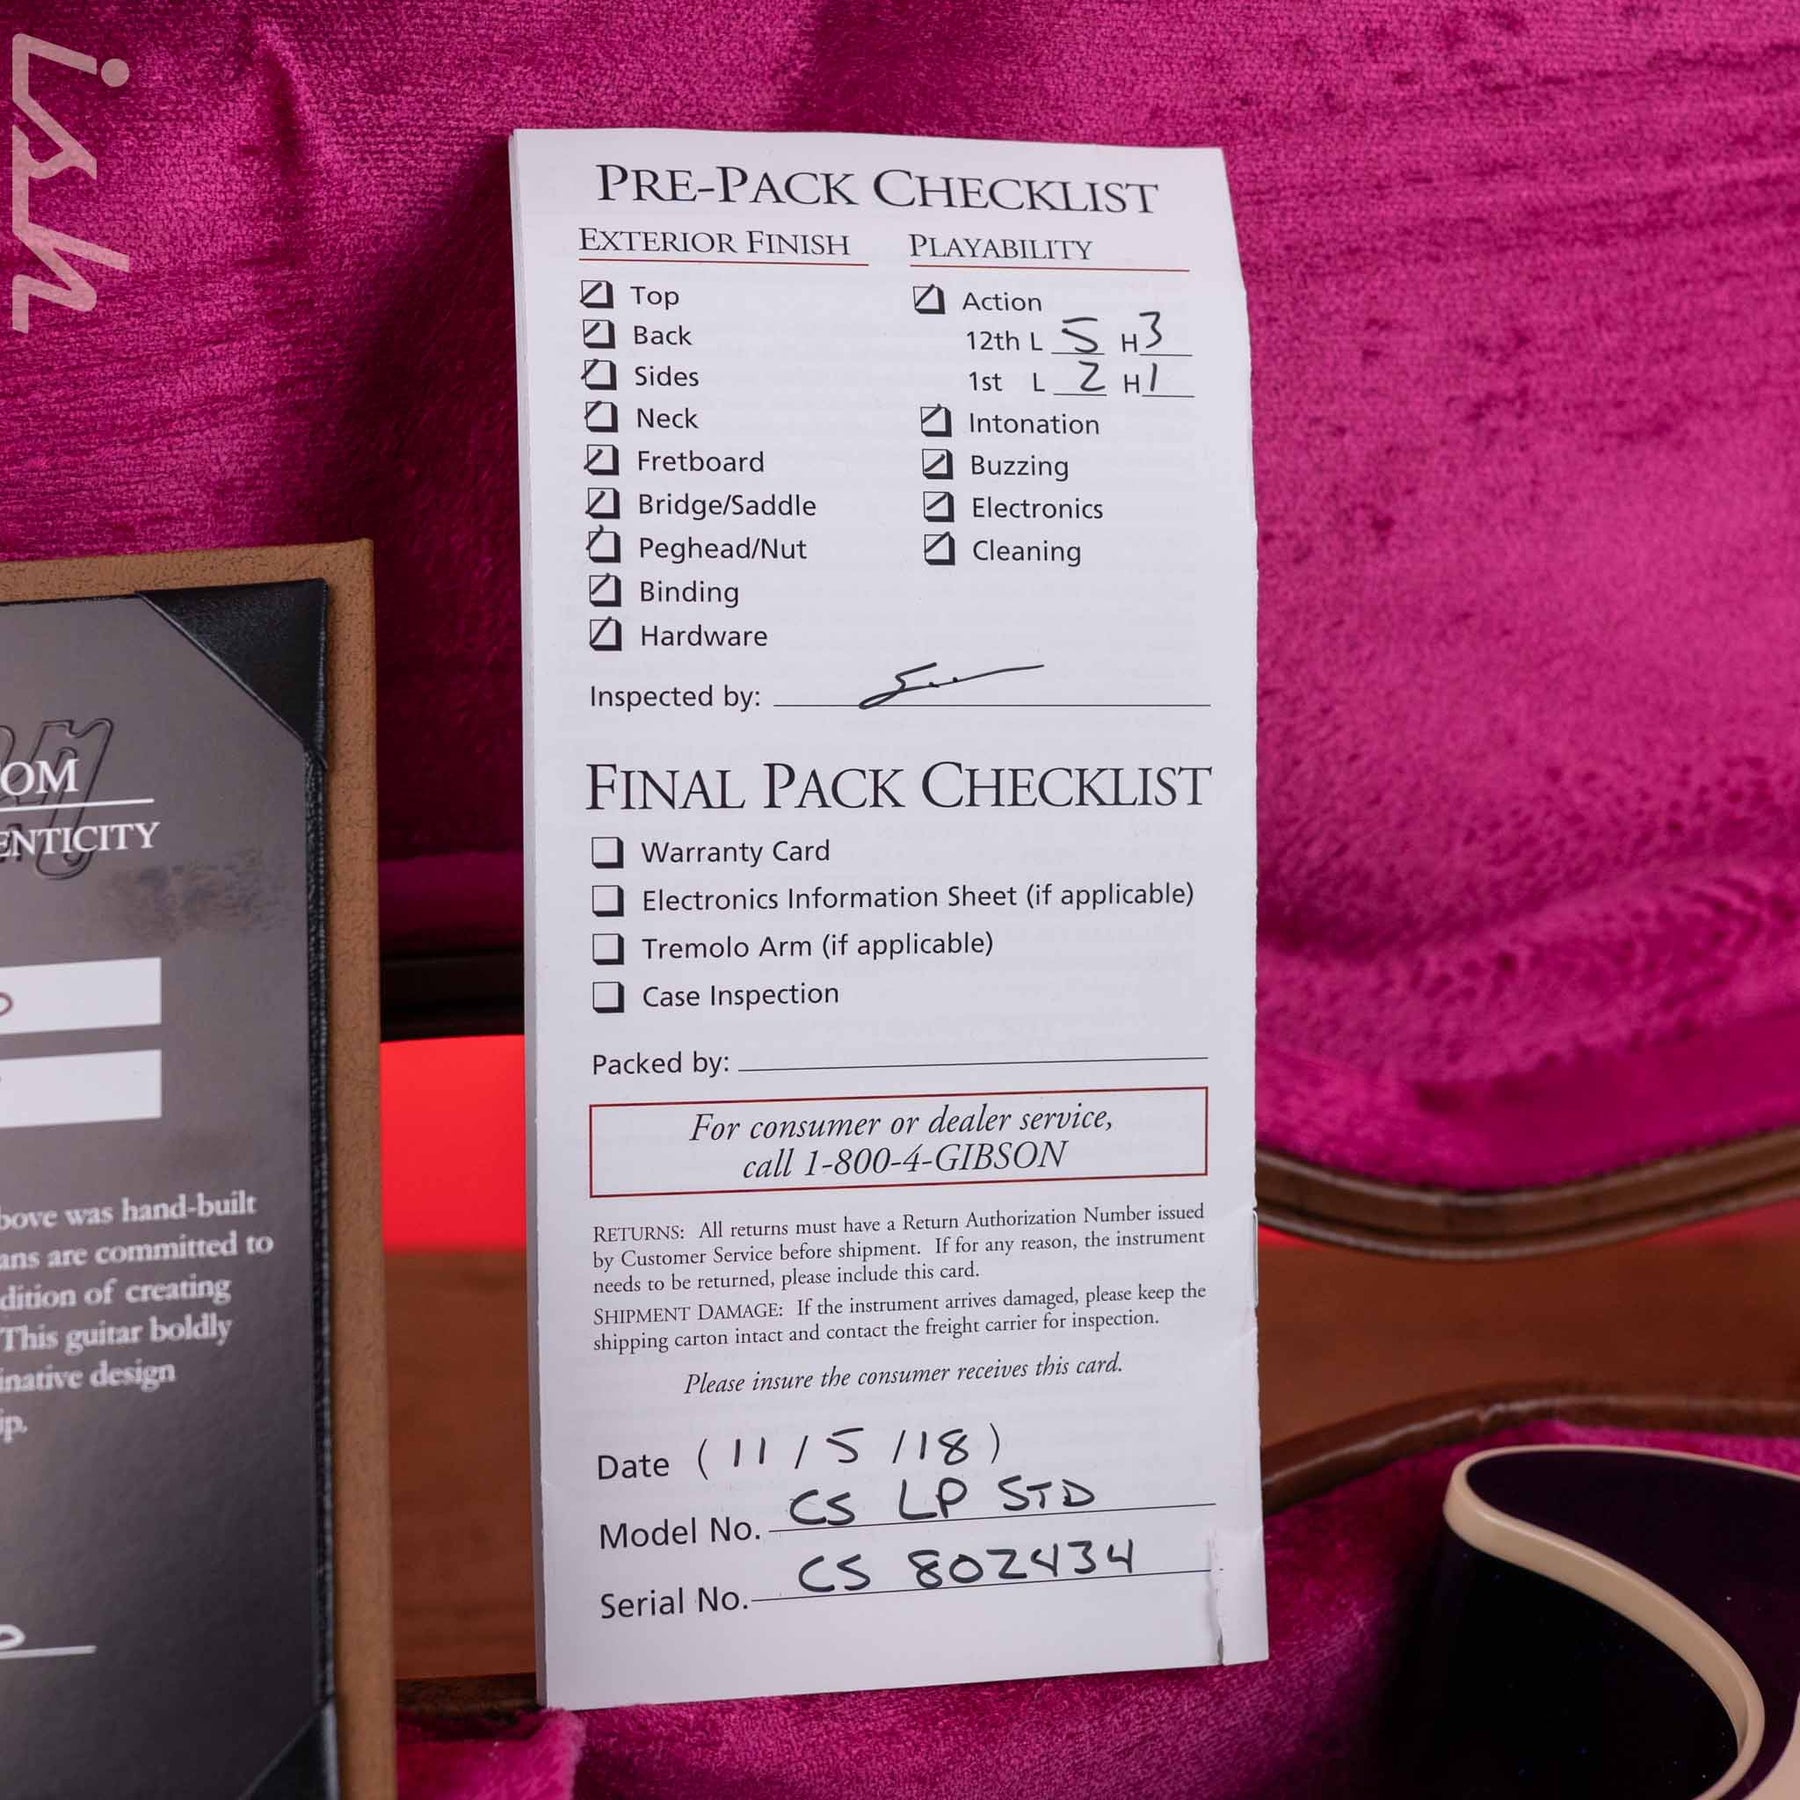 ish
PRE-PACK CHECKLIST
EXTERIOR FINISH
Top
Back
Sides
Neck
Fretboard
Bridge/Saddle
Peghead/Nut
Binding
Hardware
PLAYABILITY
Action
12th L 5 H 3
1st L 2 H 1
Intonation
Buzzing
Electronics
Cleaning
Inspected by:
FINAL PACK CHECKLIST
Warranty Card
Electronics Information Sheet (if applicable)
Tremolo Arm (if applicable)
Case Inspection
Packed by:
For consumer or dealer service,
call 1-800-4-GIBSON
RETURNS: All returns must have a Return Authorization Number issued
by Customer Service before shipment. If for any reason, the instrument
needs to be returned, please include this card.
SHIPMENT DAMAGE: If the instrument arrives damaged, please keep the
shipping carton intact and contact the freight carrier for inspection.
Please insure the consumer receives this card.
Date (11/5/18)
Model No. CS LP STD
Serial No. CS 802434
OM
ENTICITY
bove was hand-built
ans are committed to
dition of creating
This guitar boldly
inative design
ip.